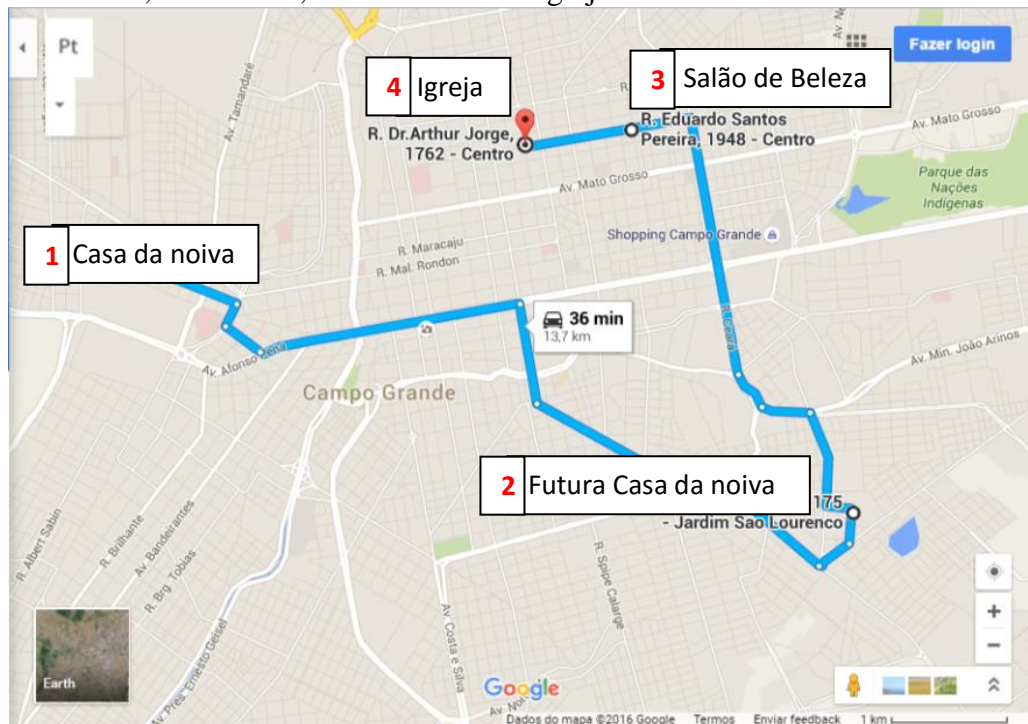 Pt
Av. Tamandaré
Fazer login
4 Igreja
3 Salão de Beleza
R. Dr.Arthur Jorge,
1762 - Centro
R. Eduardo Santos
Pereira, 1948 - Centro
Av. Mato Grosso
Av. Mato Grosso
Parque das
Nações
Indígenas
1 Casa da noiva
R. Maracaju
Shopping Campo Grande
R. Mal. Rondon
36 min
13,7 km
R. Ceará
Av. Afonso Pena
Av. Min. João Arinos
Campo Grande
2 Futura Casa da noiva
175
- Jardim Sao Lourenco
R. Albert Sabin
R. Brilhante
Av. Bandeirantes
R. Brg. Tobias
R. Spipe Calarge
Av. Costa e Silva
Av. Pres. Ernesto Geisel
Earth
Google
Dados do mapa ©2016 Google Termos Enviar feedback 1 km